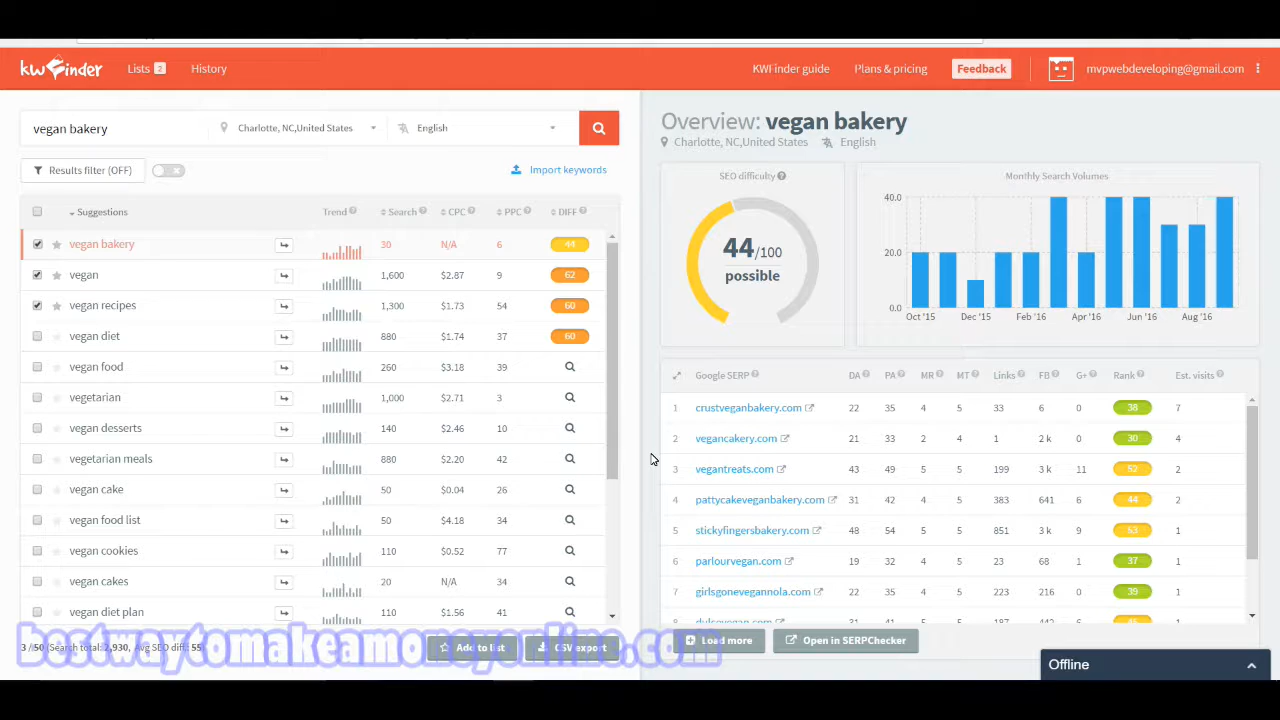 kwfinder
Lists 2 History
KWFinder guide Plans & pricing Feedback mvpwebdeveloping@gmail.com
vegan bakery Charlotte, NC,United States English
Results filter (OFF) Import keywords
Suggestions Trend ? Search ? CPC ? PPC ? DIFF ?
vegan bakery 30 N/A 6 44
vegan 1,600 $2.87 9 62
vegan recipes 1,300 $1.73 54 60
vegan diet 880 $1.74 37 60
vegan food 260 $3.18 39
vegetarian 1,000 $2.71 3
vegan desserts 140 $2.46 10
vegetarian meals 880 $2.20 42
vegan cake 50 $0.04 26
vegan food list 50 $4.18 34
vegan cookies 110 $0.52 77
vegan cakes 20 N/A 34
vegan diet plan 110 $1.56 41
3 /50 (Search total: 2,930, Avg SEO diff.: 55)
Add to list CSV export
bestwaytomakeamoneyonline.com
Overview: vegan bakery
Charlotte, NC,United States English
SEO difficulty ?
44/100
possible
Monthly Search Volumes
40.0
20.0
0.0
Oct '15 Dec '15 Feb '16 Apr '16 Jun '16 Aug '16
Google SERP ? DA ? PA ? MR ? MT ? Links ? FB ? G+ ? Rank ? Est. visits ?
1 crustveganbakery.com 22 35 4 5 33 6 0 38 7
2 vegancakery.com 21 33 2 4 1 2 k 0 30 4
3 vegantreats.com 43 49 5 5 199 3 k 11 52 2
4 pattycakeveganbakery.com 31 42 4 5 383 641 6 44 2
5 stickyfingersbakery.com 48 54 5 5 851 3 k 9 53 1
6 parlourvegan.com 19 32 4 5 23 68 1 37 1
7 girlsgonevegannola.com 22 35 4 5 223 216 0 39 1
Load more Open in SERPChecker
Offline